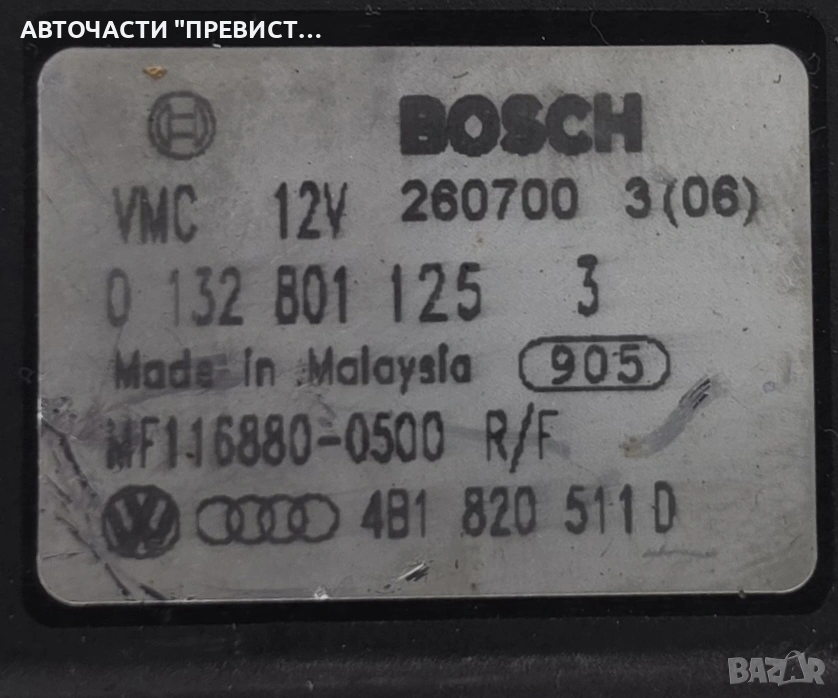 АВТОЧАСТИ "ПРЕВИСТ...
BOSCH
VMC 12V 260700 3(06)
0 132 801 125 3
Made in Malaysia 905
MF116880-0500 R/F
4B1 820 511 D
BAZAR